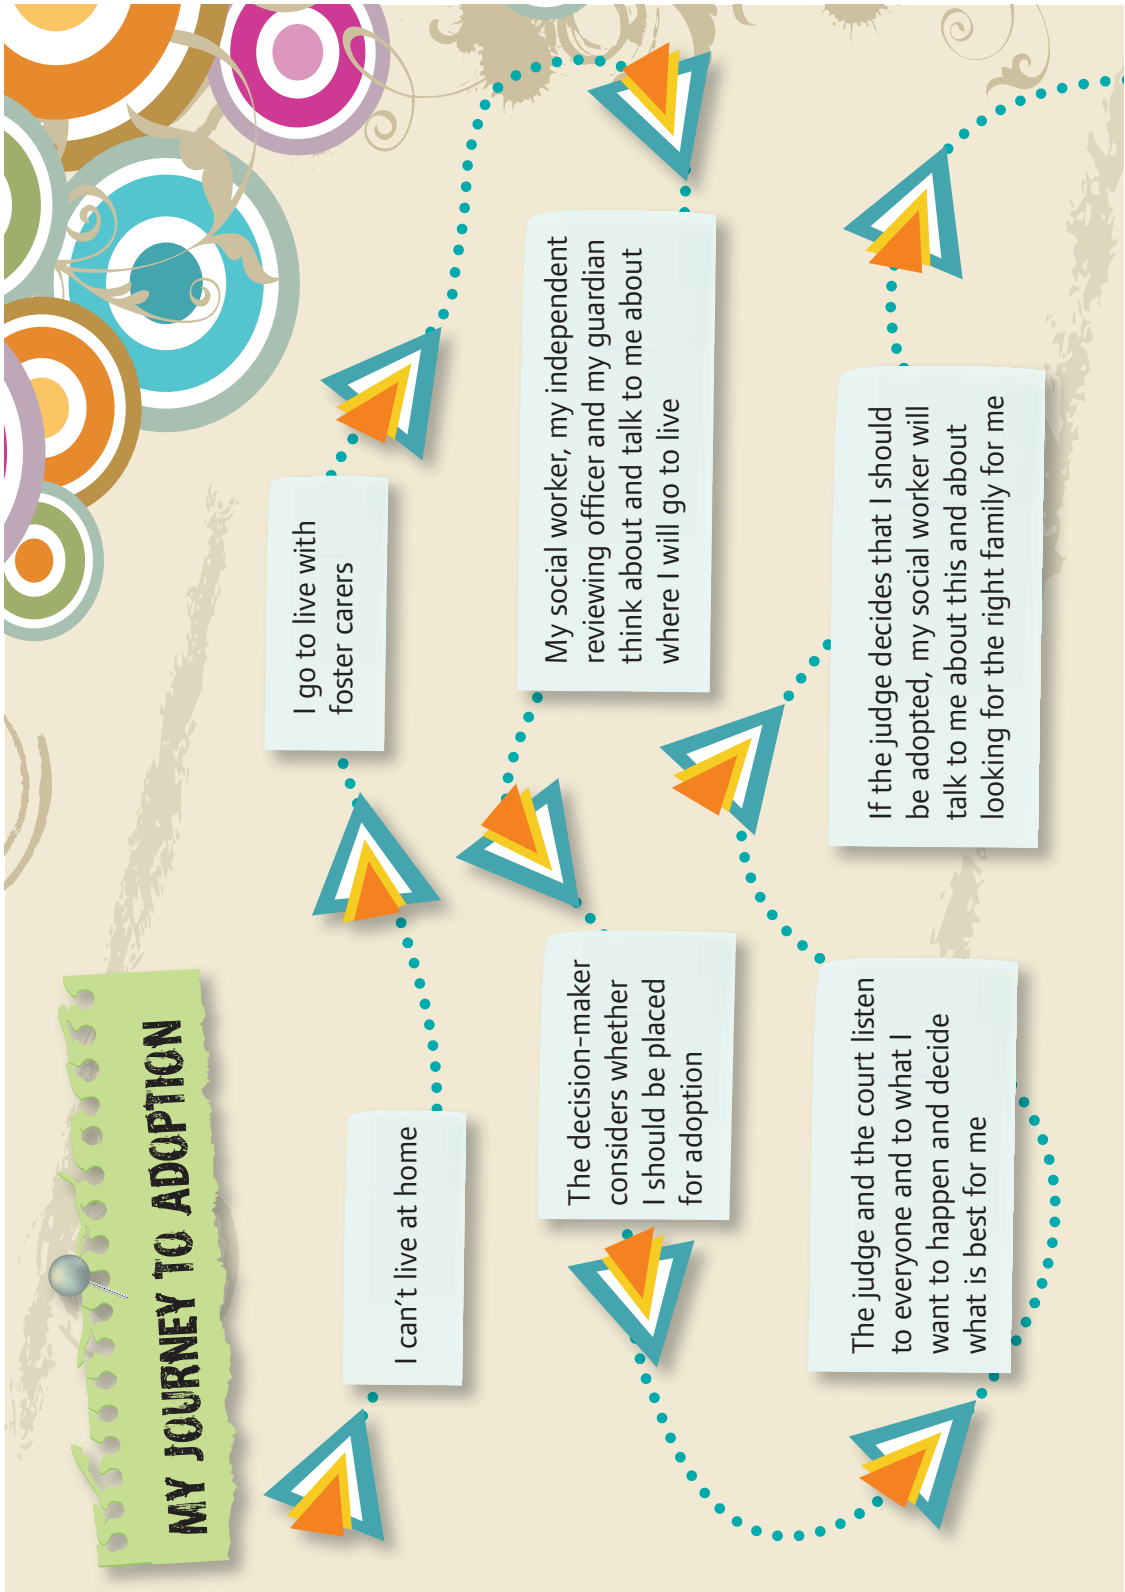 MY JOURNEY TO ADOPTION
I can't live at home
I go to live with
foster carers
My social worker, my independent
reviewing officer and my guardian
think about and talk to me about
where I will go to live
The decision-maker
considers whether
I should be placed
for adoption
The judge and the court listen
to everyone and to what I
want to happen and decide
what is best for me
If the judge decides that I should
be adopted, my social worker will
talk to me about this and about
looking for the right family for me